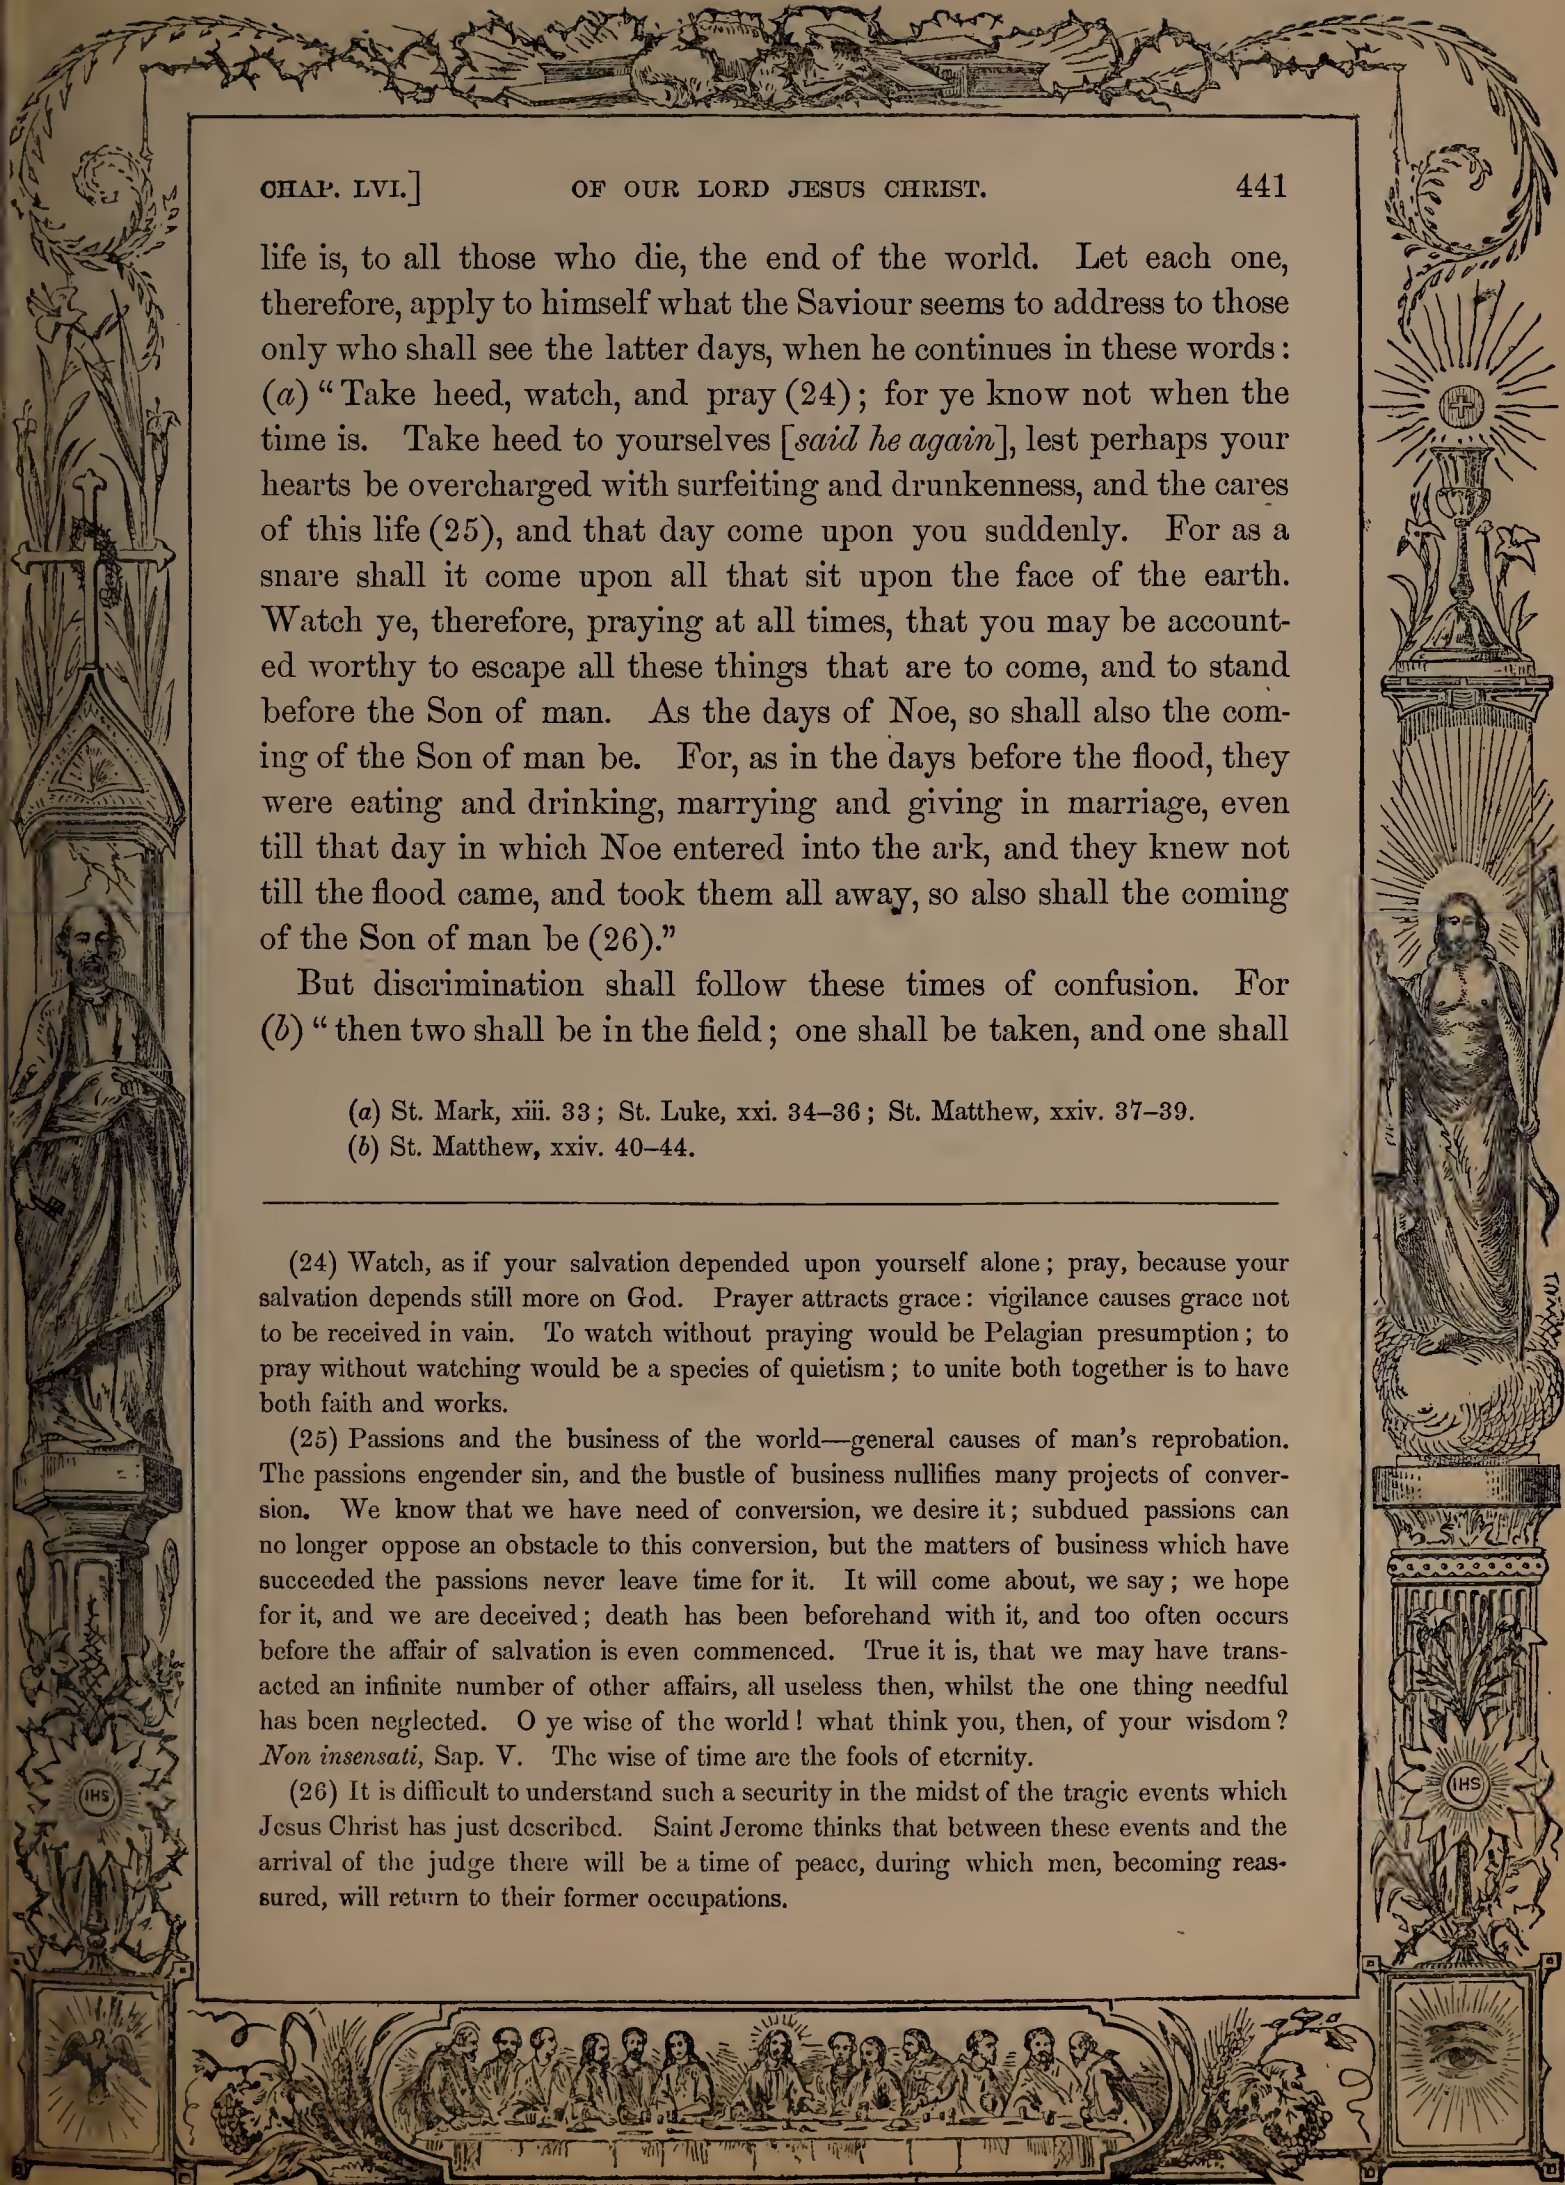 CHAP. LVI.] OF OUR LORD JESUS CHRIST. 441
life is, to all those who die, the end of the world. Let each one,
therefore, apply to himself what the Saviour seems to address to those
only who shall see the latter days, when he continues in these words:
(a) “Take heed, watch, and pray (24); for ye know not when the
time is. Take heed to yourselves [said he again], lest perhaps your
hearts be overcharged with surfeiting and drunkenness, and the cares
of this life (25), and that day come upon you suddenly. For as a
snare shall it come upon all that sit upon the face of the earth.
Watch ye, therefore, praying at all times, that you may be account-
ed worthy to escape all these things that are to come, and to stand
before the Son of man. As the days of Noe, so shall also the com-
ing of the Son of man be. For, as in the days before the flood, they
were eating and drinking, marrying and giving in marriage, even
till that day in which Noe entered into the ark, and they knew not
till the flood came, and took them all away, so also shall the coming
of the Son of man be (26).”
But discrimination shall follow these times of confusion. For
(b) “then two shall be in the field; one shall be taken, and one shall
(a) St. Mark, xiii. 33; St. Luke, xxi. 34–36; St. Matthew, xxiv. 37–39.
(b) St. Matthew, xxiv. 40–44.
(24) Watch, as if your salvation depended upon yourself alone; pray, because your
salvation depends still more on God. Prayer attracts grace: vigilance causes grace not
to be received in vain. To watch without praying would be Pelagian presumption; to
pray without watching would be a species of quietism; to unite both together is to have
both faith and works.
(25) Passions and the business of the world—general causes of man's reprobation.
The passions engender sin, and the bustle of business nullifies many projects of conver-
sion. We know that we have need of conversion, we desire it; subdued passions can
no longer oppose an obstacle to this conversion, but the matters of business which have
succeeded the passions never leave time for it. It will come about, we say; we hope
for it, and we are deceived; death has been beforehand with it, and too often occurs
before the affair of salvation is even commenced. True it is, that we may have trans-
acted an infinite number of other affairs, all useless then, whilst the one thing needful
has been neglected. O ye wise of the world! what think you, then, of your wisdom?
Non insensati, Sap. V. The wise of time are the fools of eternity.
(26) It is difficult to understand such a security in the midst of the tragic events which
Jesus Christ has just described. Saint Jerome thinks that between these events and the
arrival of the judge there will be a time of peace, during which men, becoming reas-
sured, will return to their former occupations.
IHS
IHS